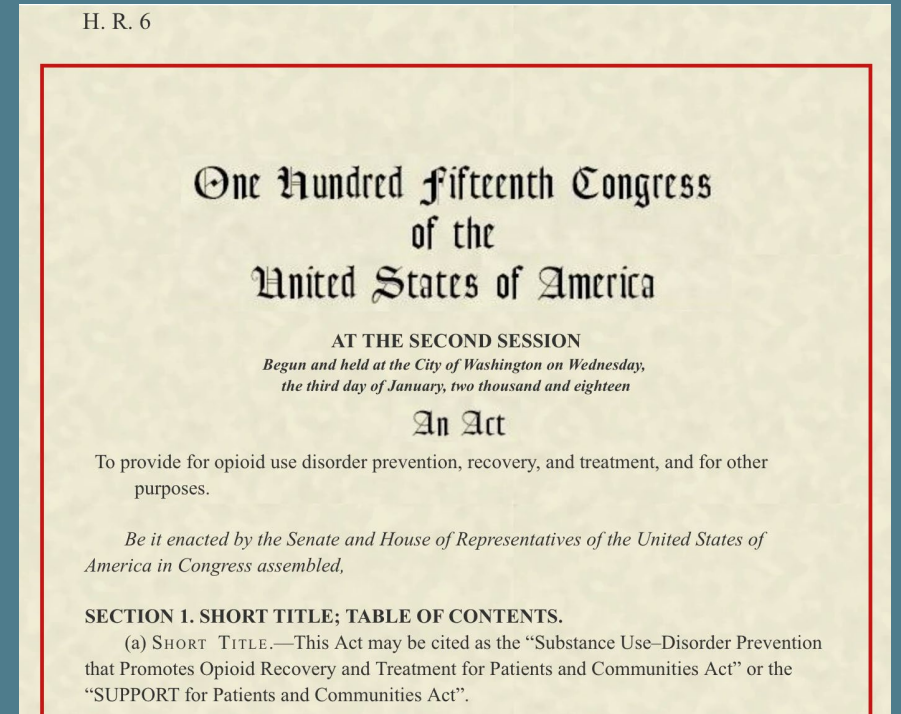 H. R. 6
One Hundred Fifteenth Congress
of the
United States of America
AT THE SECOND SESSION
Begun and held at the City of Washington on Wednesday,
the third day of January, two thousand and eighteen
An Act
To provide for opioid use disorder prevention, recovery, and treatment, and for other
purposes.
Be it enacted by the Senate and House of Representatives of the United States of
America in Congress assembled,
SECTION 1. SHORT TITLE; TABLE OF CONTENTS.
(a) SHORT TITLE.—This Act may be cited as the “Substance Use–Disorder Prevention
that Promotes Opioid Recovery and Treatment for Patients and Communities Act” or the
“SUPPORT for Patients and Communities Act”.